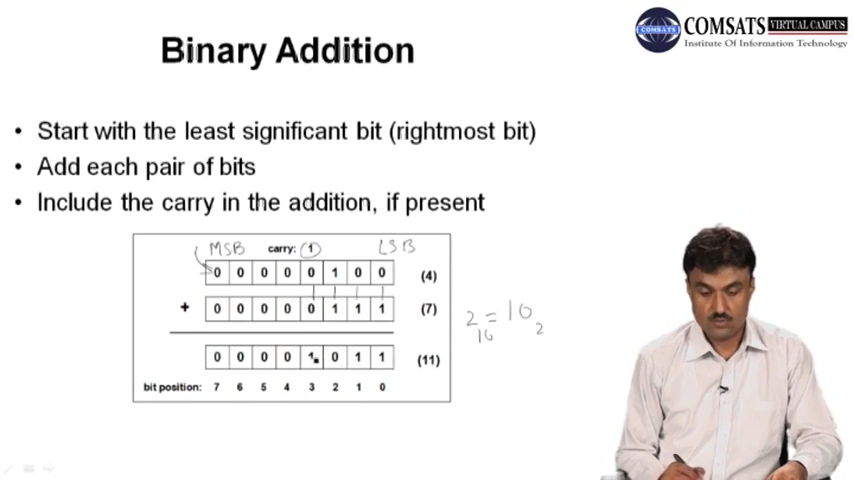 COMSATS
COMSATS VIRTUAL CAMPUS
Institute Of Information Technology
Binary Addition
• Start with the least significant bit (rightmost bit)
• Add each pair of bits
• Include the carry in the addition, if present
MSB carry: 1 LSB
0 0 0 0 0 1 0 0 (4)
+ 0 0 0 0 0 1 1 1 (7)
0 0 0 0 1 0 1 1 (11)
bit position: 7 6 5 4 3 2 1 0
2 = 10
10 2